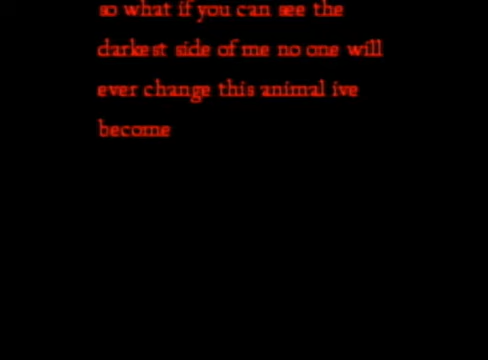 so what if you can see the
darkest side of me no one will
ever change this animal ive
become